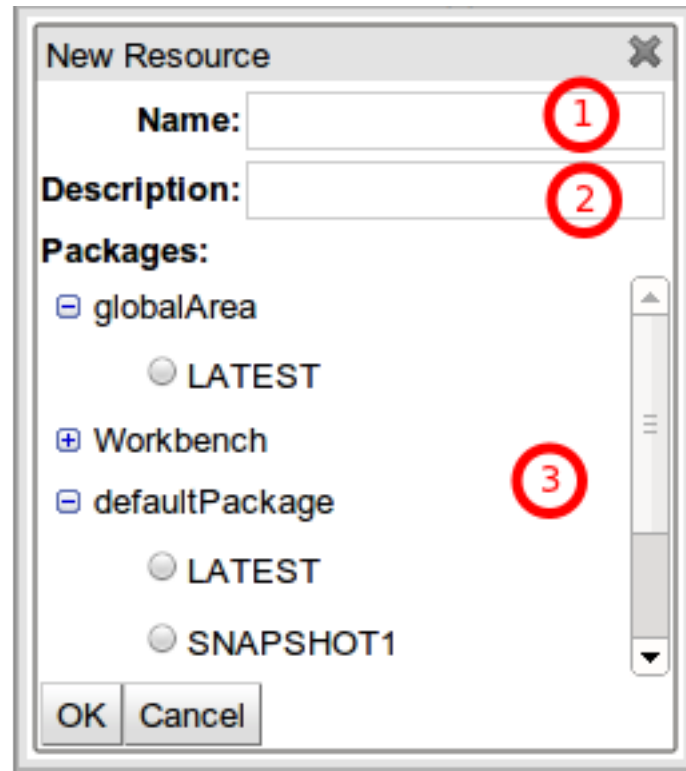 New Resource
Name: 1
Description: 2
Packages:
globalArea
LATEST
Workbench
3
defaultPackage
LATEST
SNAPSHOT1
OK Cancel